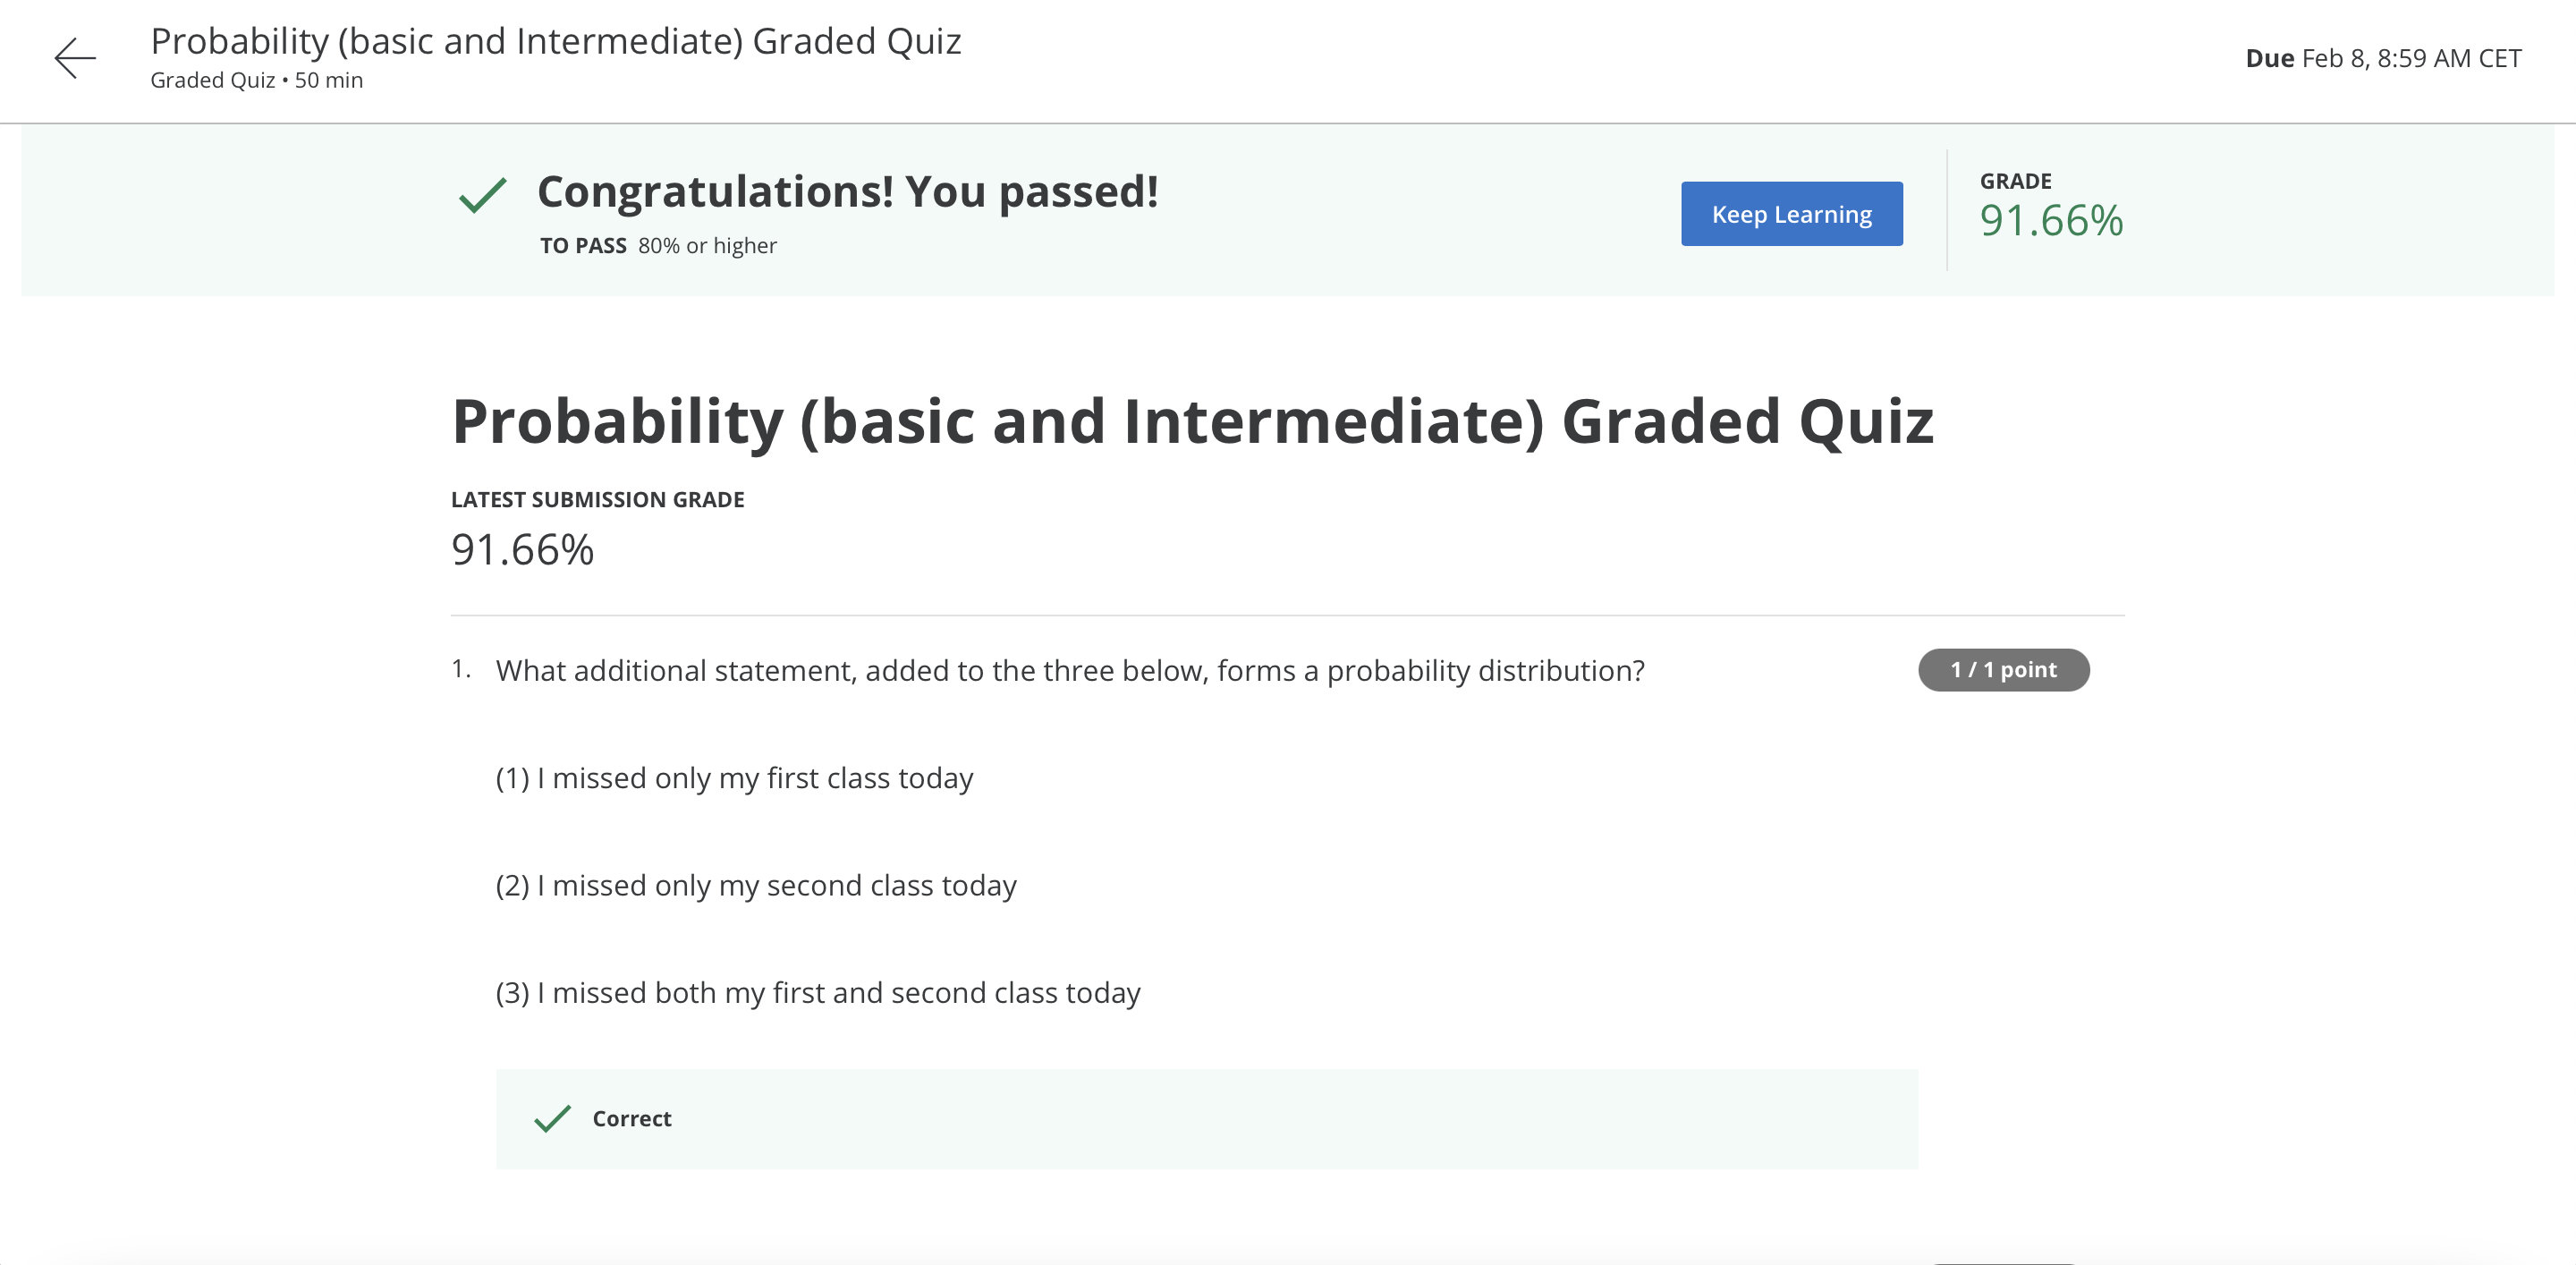 Probability (basic and Intermediate) Graded Quiz
Graded Quiz • 50 min
Due Feb 8, 8:59 AM CET
Congratulations! You passed!
TO PASS 80% or higher
Keep Learning
GRADE
91.66%
Probability (basic and Intermediate) Graded Quiz
LATEST SUBMISSION GRADE
91.66%
1. What additional statement, added to the three below, forms a probability distribution?
1 / 1 point
(1) I missed only my first class today
(2) I missed only my second class today
(3) I missed both my first and second class today
Correct